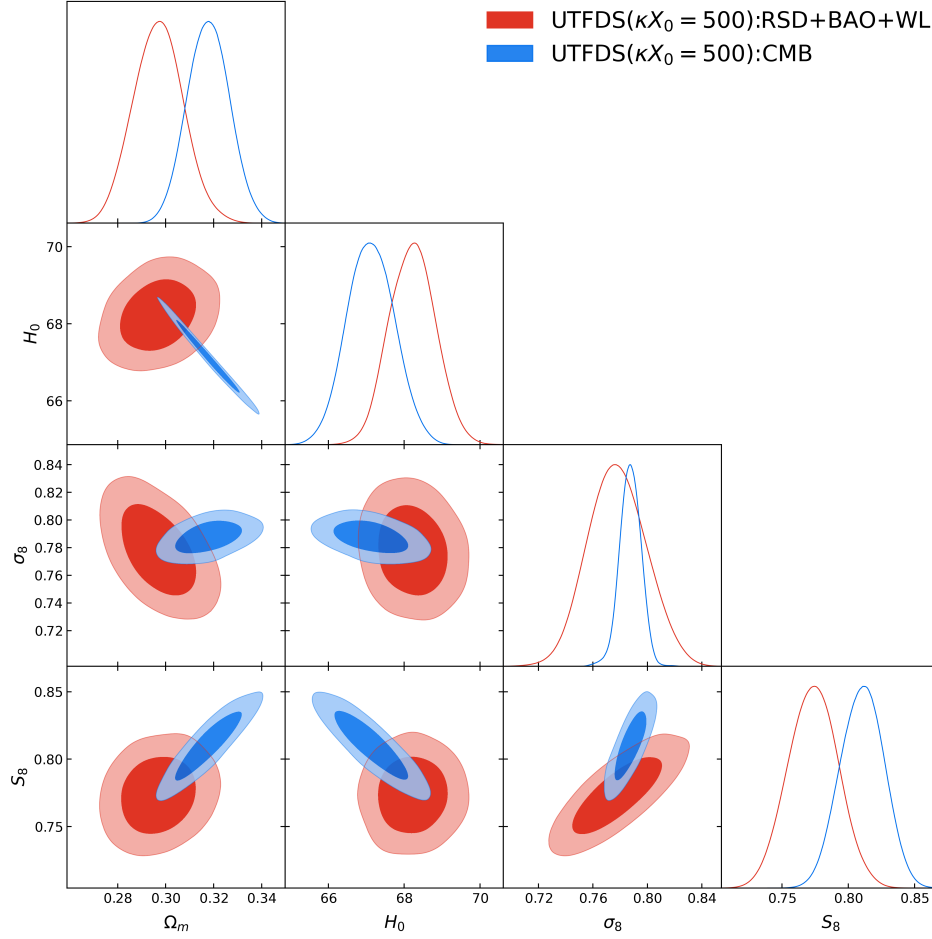 UTFDS(κX₀ = 500):RSD+BAO+WL
UTFDS(κX₀ = 500):CMB
70
68
66
H₀
0.84
0.82
0.80
0.78
0.76
0.74
0.72
σ₈
0.85
0.80
0.75
S₈
0.28 0.30 0.32 0.34 66 68 70 0.72 0.76 0.80 0.84 0.75 0.80 0.85
Ωₘ H₀ σ₈ S₈